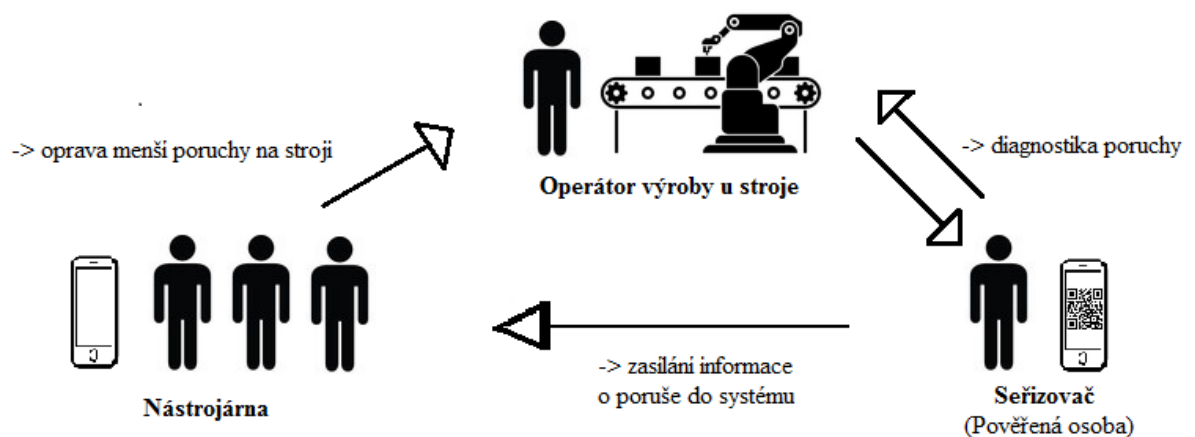 -> oprava menší poruchy na stroji
-> diagnostika poruchy
Operátor výroby u stroje
-> zasílání informace
o poruše do systému
Nástrojárna
Seřizovač
(Pověřená osoba)